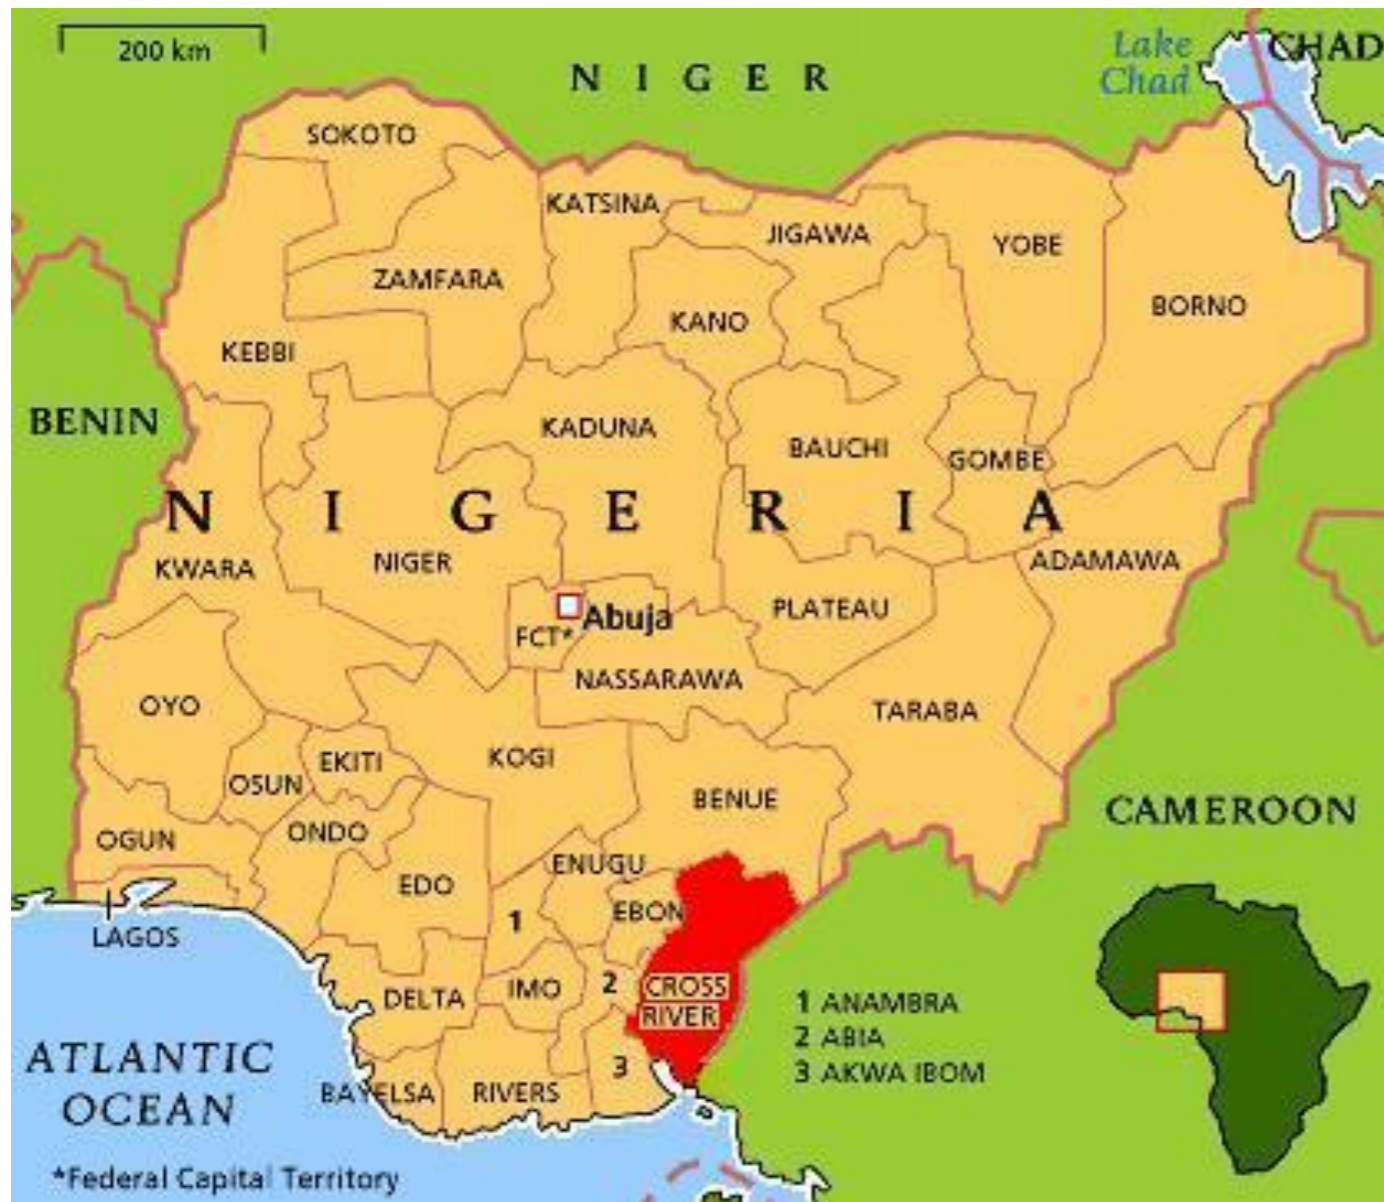 200 km
NIGER
Lake
Chad
CHAD
SOKOTO
KATSINA
JIGAWA
YOBE
ZAMFARA
BORNO
KANO
KEBBI
BENIN
KADUNA
BAUCHI
GOMBE
NIGERIA
KWARA
NIGER
ADAMAWA
Abuja
PLATEAU
FCT*
NASSARAWA
OYO
TARABA
KOGI
EKITI
OSUN
BENUE
CAMEROON
ONDO
OGUN
ENUGU
EDO
EBON
1
LAGOS
DELTA
IMO
2
CROSS
RIVER
1 ANAMBRA
2 ABIA
3 AKWA IBOM
ATLANTIC
OCEAN
3
BAYELSA
RIVERS
*Federal Capital Territory